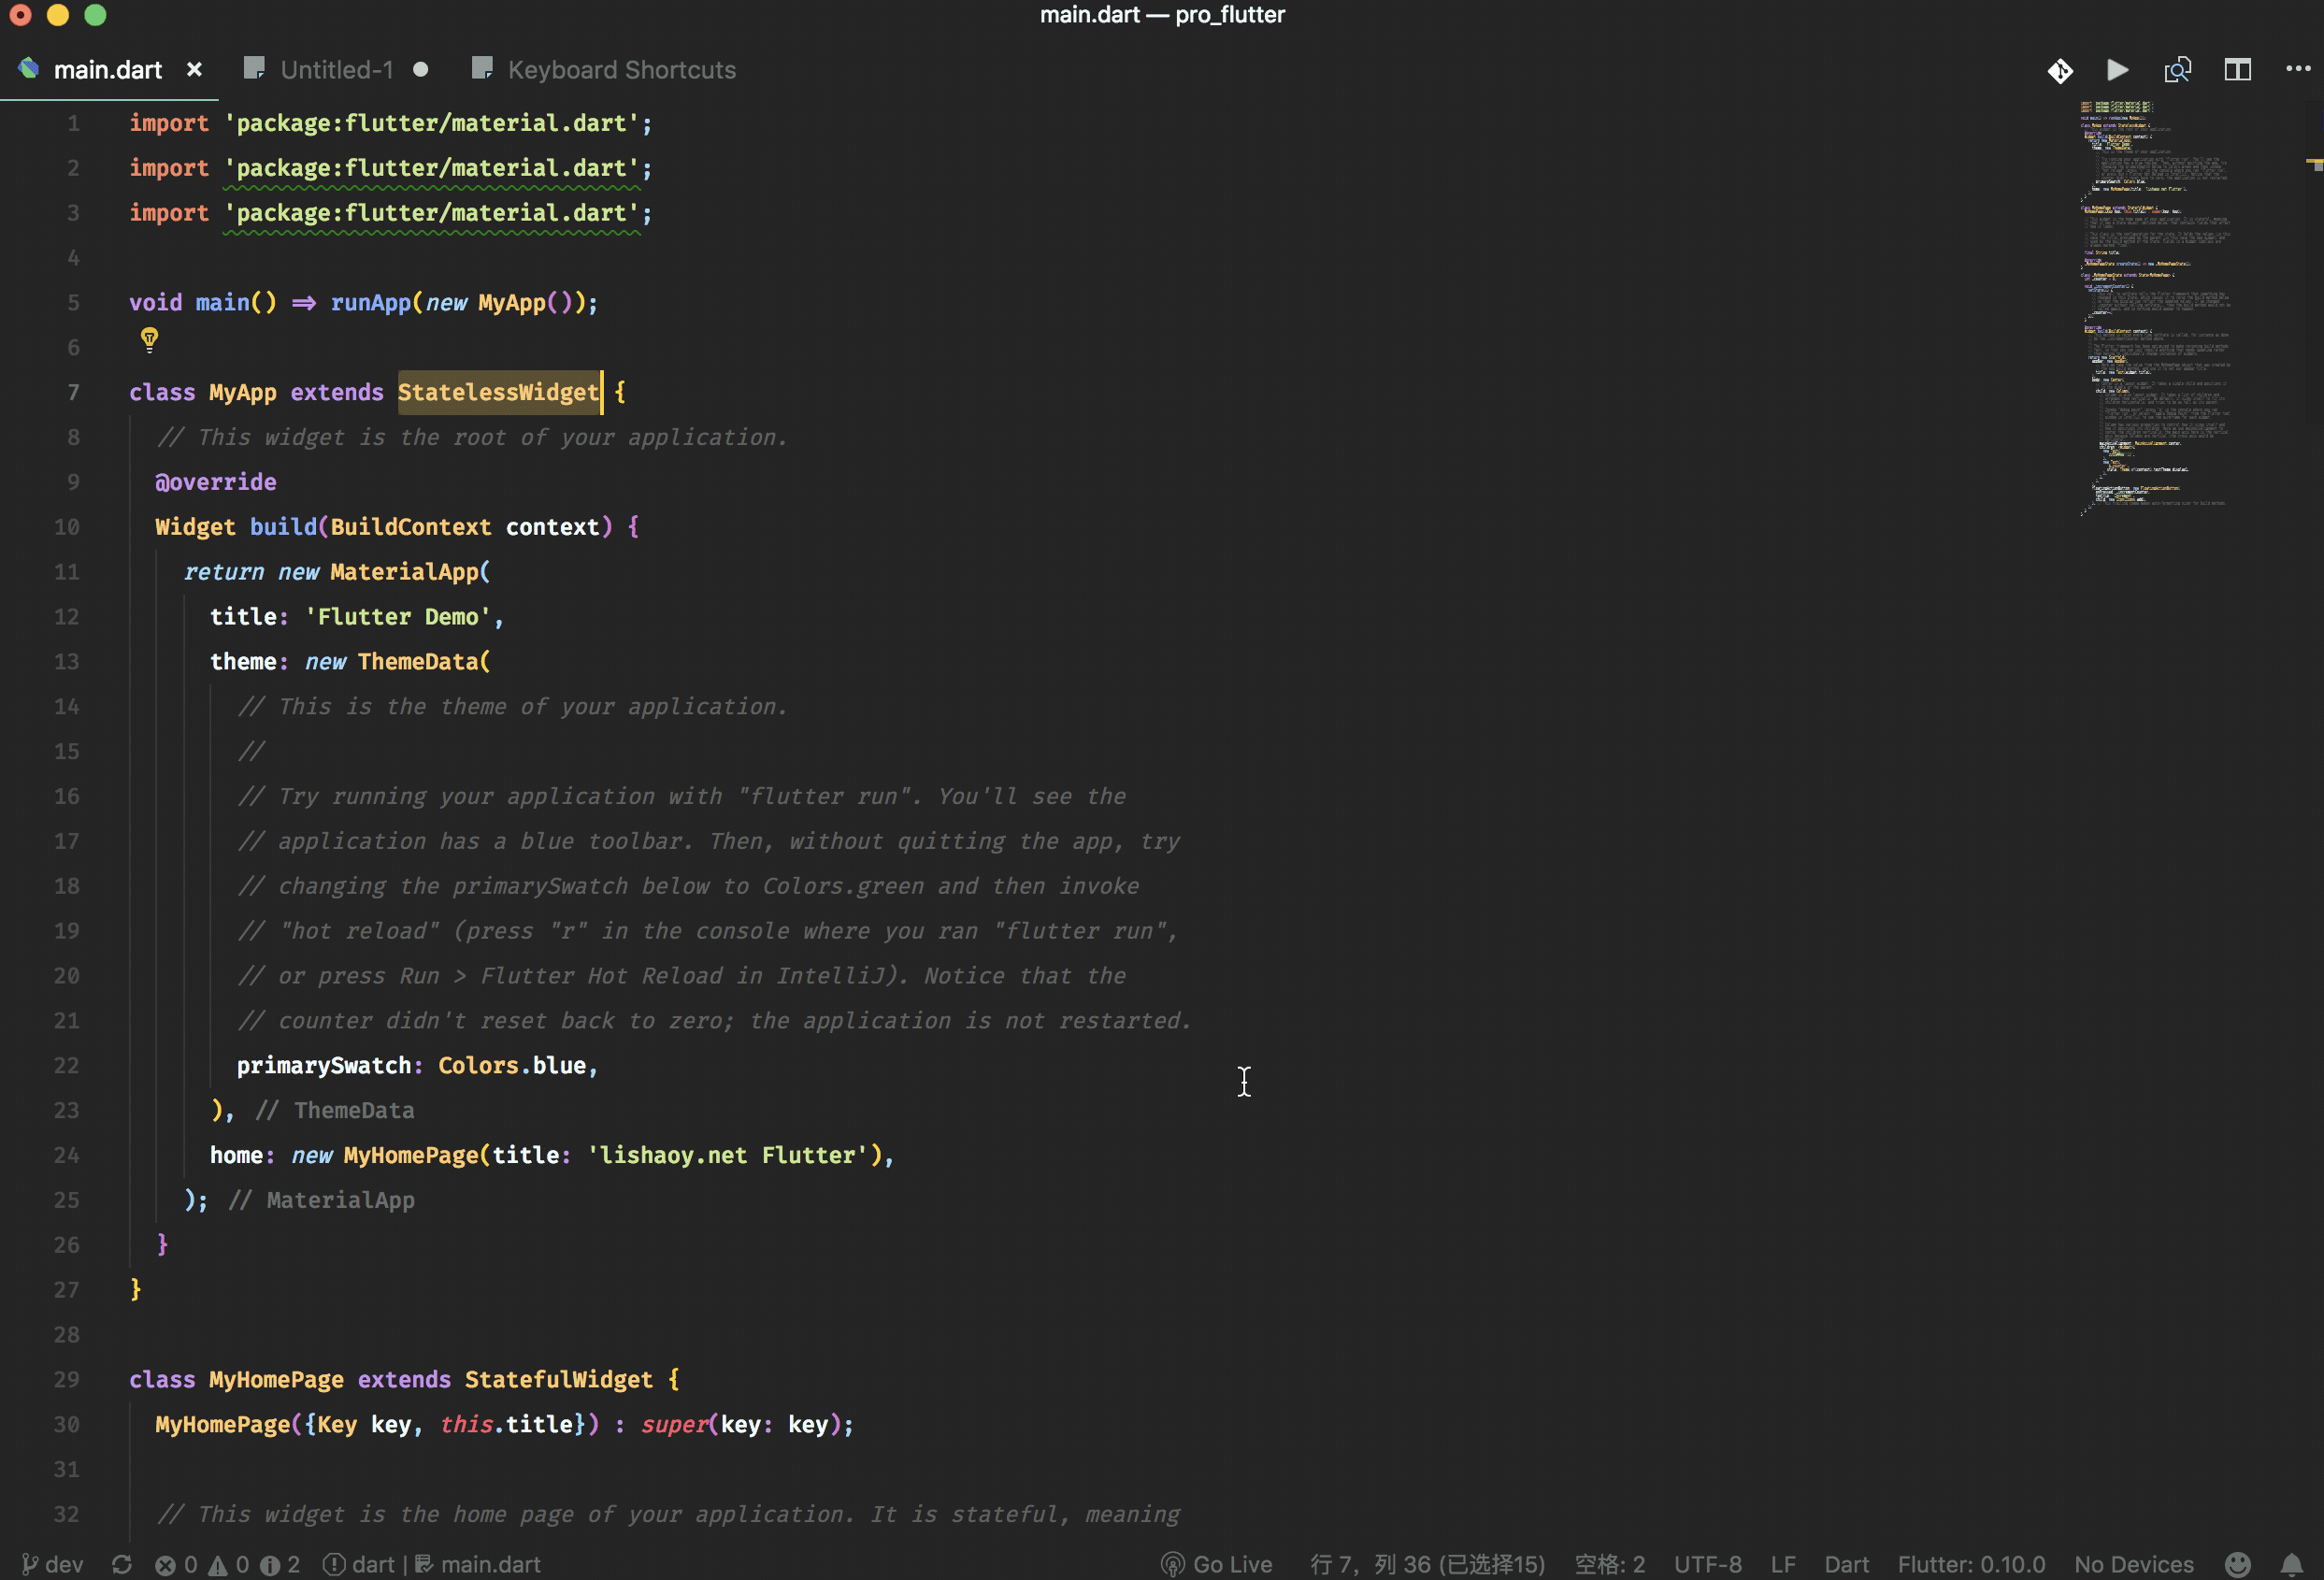 main.dart — pro_flutter
main.dart × Untitled-1 Keyboard Shortcuts
1 import 'package:flutter/material.dart';
2 import 'package:flutter/material.dart';
3 import 'package:flutter/material.dart';
4
5 void main() => runApp(new MyApp());
6
7 class MyApp extends StatelessWidget {
8 // This widget is the root of your application.
9 @override
10 Widget build(BuildContext context) {
11 return new MaterialApp(
12 title: 'Flutter Demo',
13 theme: new ThemeData(
14 // This is the theme of your application.
15 //
16 // Try running your application with "flutter run". You'll see the
17 // application has a blue toolbar. Then, without quitting the app, try
18 // changing the primarySwatch below to Colors.green and then invoke
19 // "hot reload" (press "r" in the console where you ran "flutter run",
20 // or press Run > Flutter Hot Reload in IntelliJ). Notice that the
21 // counter didn't reset back to zero; the application is not restarted.
22 primarySwatch: Colors.blue,
23 ), // ThemeData
24 home: new MyHomePage(title: 'lishaoy.net Flutter'),
25 ); // MaterialApp
26 }
27 }
28
29 class MyHomePage extends StatefulWidget {
30 MyHomePage({Key key, this.title}) : super(key: key);
31
32 // This widget is the home page of your application. It is stateful, meaning
dev 0 0 2 dart | main.dart Go Live 行 7，列 36 (已选择15) 空格: 2 UTF-8 LF Dart Flutter: 0.10.0 No Devices